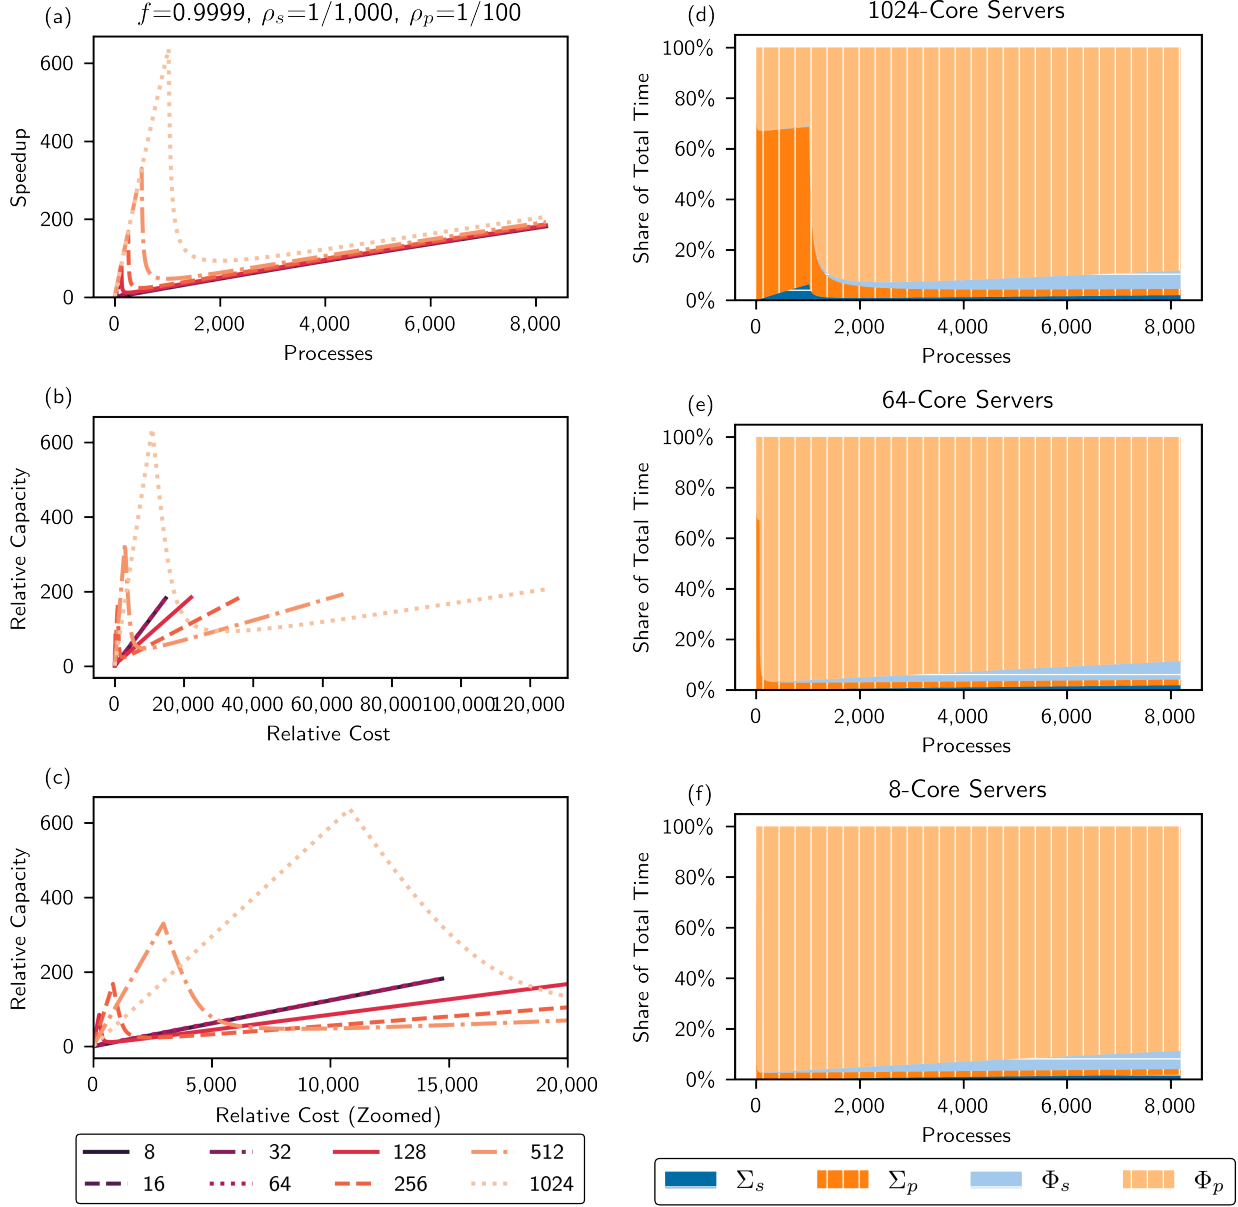 (a)
f=0.9999, ρs=1/1,000, ρp=1/100
600
400
200
0
Speedup
0 2,000 4,000 6,000 8,000
Processes
(b)
600
400
200
0
Relative Capacity
0 20,000 40,000 60,000 80,000 100,000 120,000
Relative Cost
(c)
600
400
200
0
Relative Capacity
0 5,000 10,000 15,000 20,000
Relative Cost (Zoomed)
8 32 128 512
16 64 256 1024
(d)
1024-Core Servers
100%
80%
60%
40%
20%
0%
Share of Total Time
0 2,000 4,000 6,000 8,000
Processes
(e)
64-Core Servers
100%
80%
60%
40%
20%
0%
Share of Total Time
0 2,000 4,000 6,000 8,000
Processes
(f)
8-Core Servers
100%
80%
60%
40%
20%
0%
Share of Total Time
0 2,000 4,000 6,000 8,000
Processes
Σs Σp Φs Φp